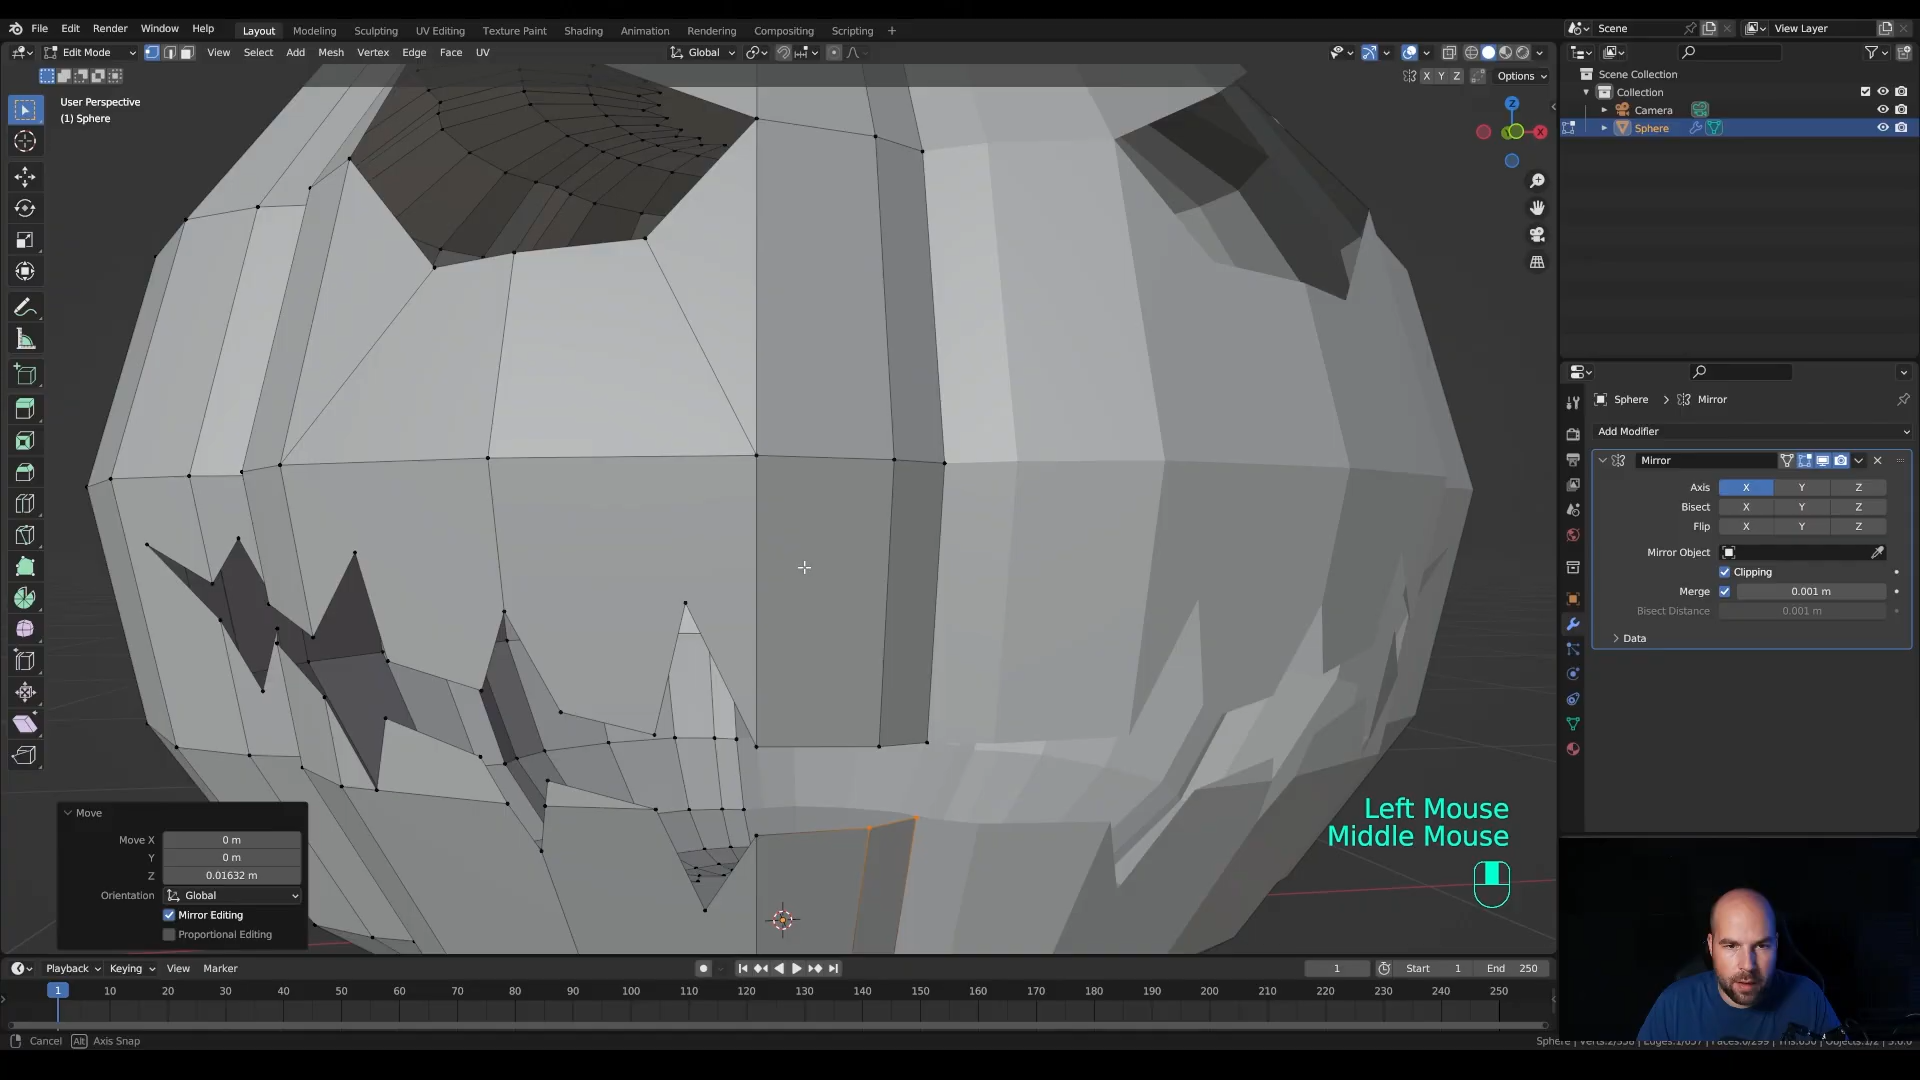 File Edit Render Window Help Layout Modeling Sculpting UV Editing Texture Paint Shading Animation Rendering Compositing Scripting + Scene View Layer
Edit Mode View Select Add Mesh Vertex Edge Face UV Global
X Y Z Options
User Perspective
(1) Sphere
Z
X
Scene Collection
Collection
Camera
Sphere
Sphere > Mirror
Add Modifier
Mirror
Axis X Y Z
Bisect X Y Z
Flip X Y Z
Mirror Object
Clipping
Merge 0.001 m
Bisect Distance 0.001 m
Data
Left Mouse
Middle Mouse
Move
Move X 0 m
Y 0 m
Z 0.01632 m
Orientation Global
Mirror Editing
Proportional Editing
Playback Keying View Marker 1 Start 1 End 250
1 10 20 30 40 50 60 70 80 90 100 110 120 130 140 150 160 170 180 190 200 210 220 230 240 250
Cancel Alt Axis Snap